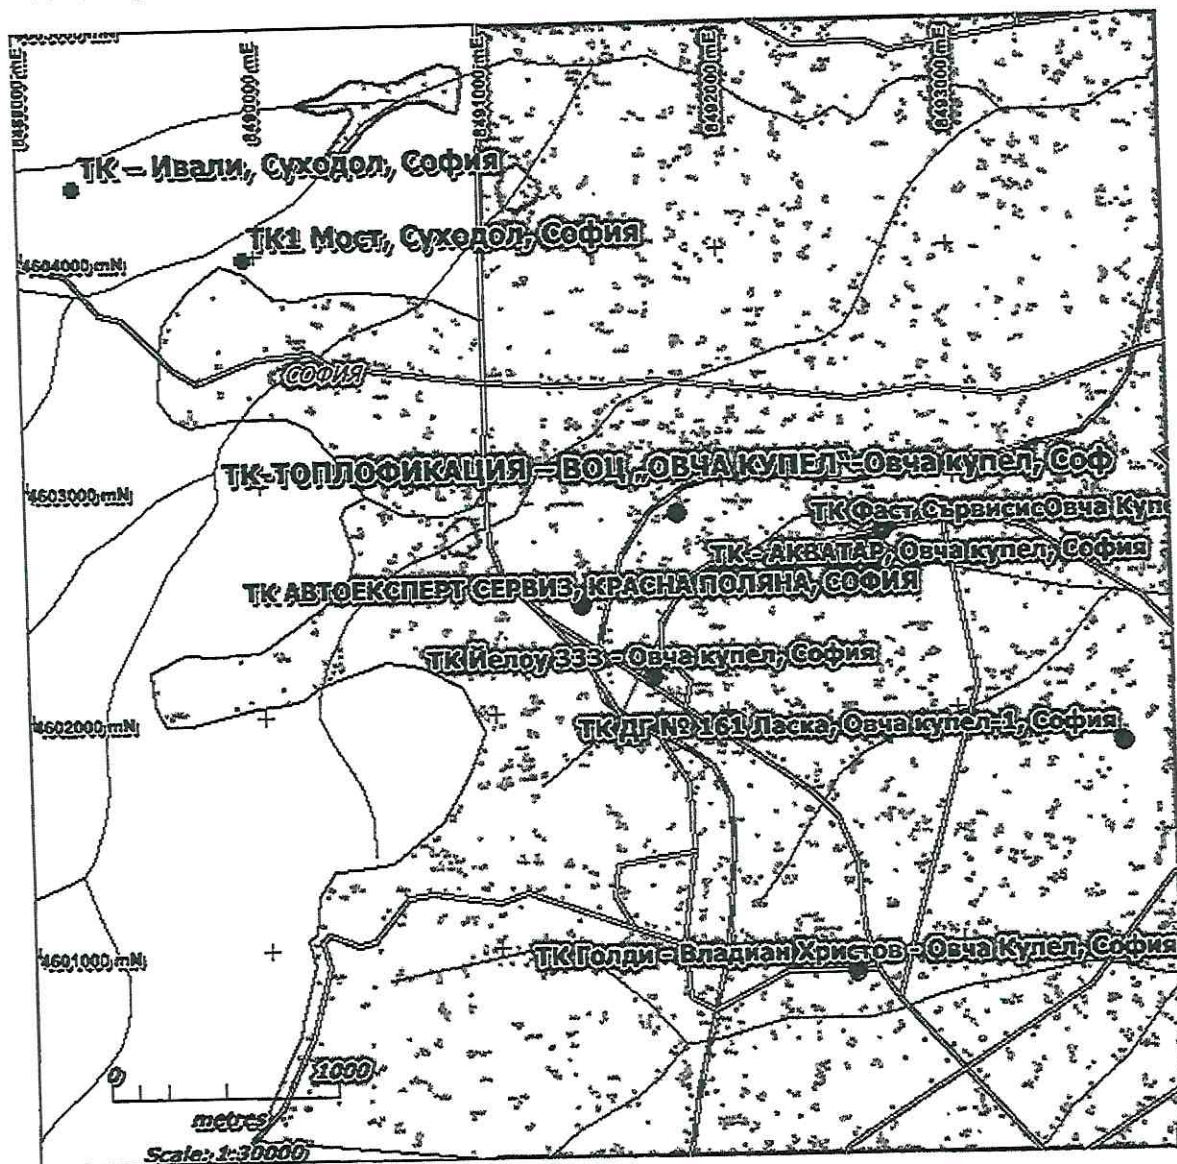 8489000 mE
8490000 mE
8491000 mE
8492000 mE
8493000 mE
ТК – Ивали, Суходол, София
ТК1 Мост, Суходол, София
4604000 mN
СОФИЯ
ТК-ТОПЛОФИКАЦИЯ – ВОЦ „ОВЧА КУПЕЛ"-Овча купел, Соф
4603000 mN
ТК Фаст СървисисОвча Купе
ТК – АКВАТАР, Овча купел, София
ТК АВТОЕКСПЕРТ СЕРВИЗ, КРАСНА ПОЛЯНА, СОФИЯ
ТК Йелоу 333 – Овча купел, София
4602000 mN
ТК ДГ № 161 Ласка, Овча купел-1, София
4601000 mN
ТК Голди – Владиан Христов - Овча Купел, София
0 1000
metres
Scale: 1:30000